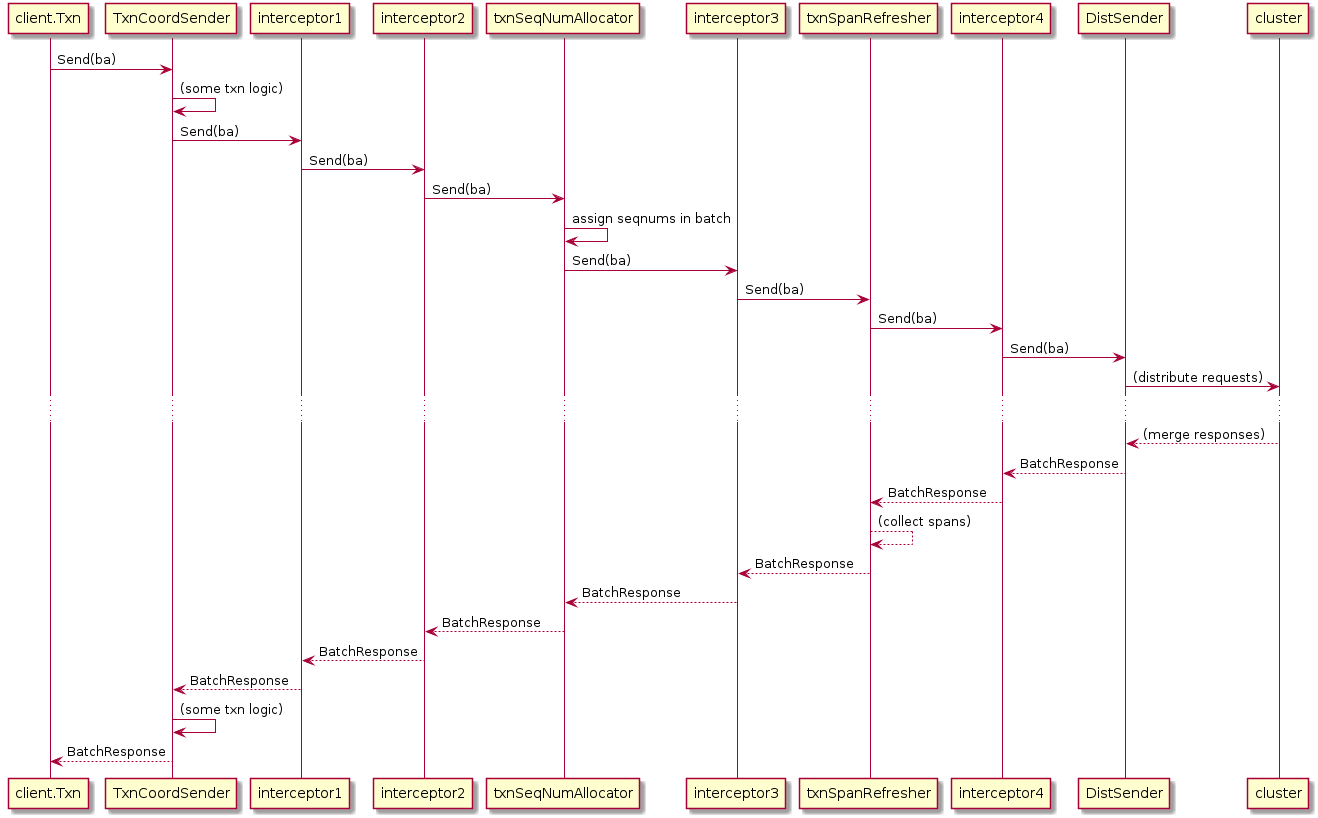 client.Txn
TxnCoordSender
interceptor1
interceptor2
txnSeqNumAllocator
interceptor3
txnSpanRefresher
interceptor4
DistSender
cluster
Send(ba)
(some txn logic)
Send(ba)
Send(ba)
Send(ba)
assign seqnums in batch
Send(ba)
Send(ba)
Send(ba)
Send(ba)
(distribute requests)
(merge responses)
BatchResponse
BatchResponse
(collect spans)
BatchResponse
BatchResponse
BatchResponse
BatchResponse
BatchResponse
(some txn logic)
BatchResponse
client.Txn
TxnCoordSender
interceptor1
interceptor2
txnSeqNumAllocator
interceptor3
txnSpanRefresher
interceptor4
DistSender
cluster